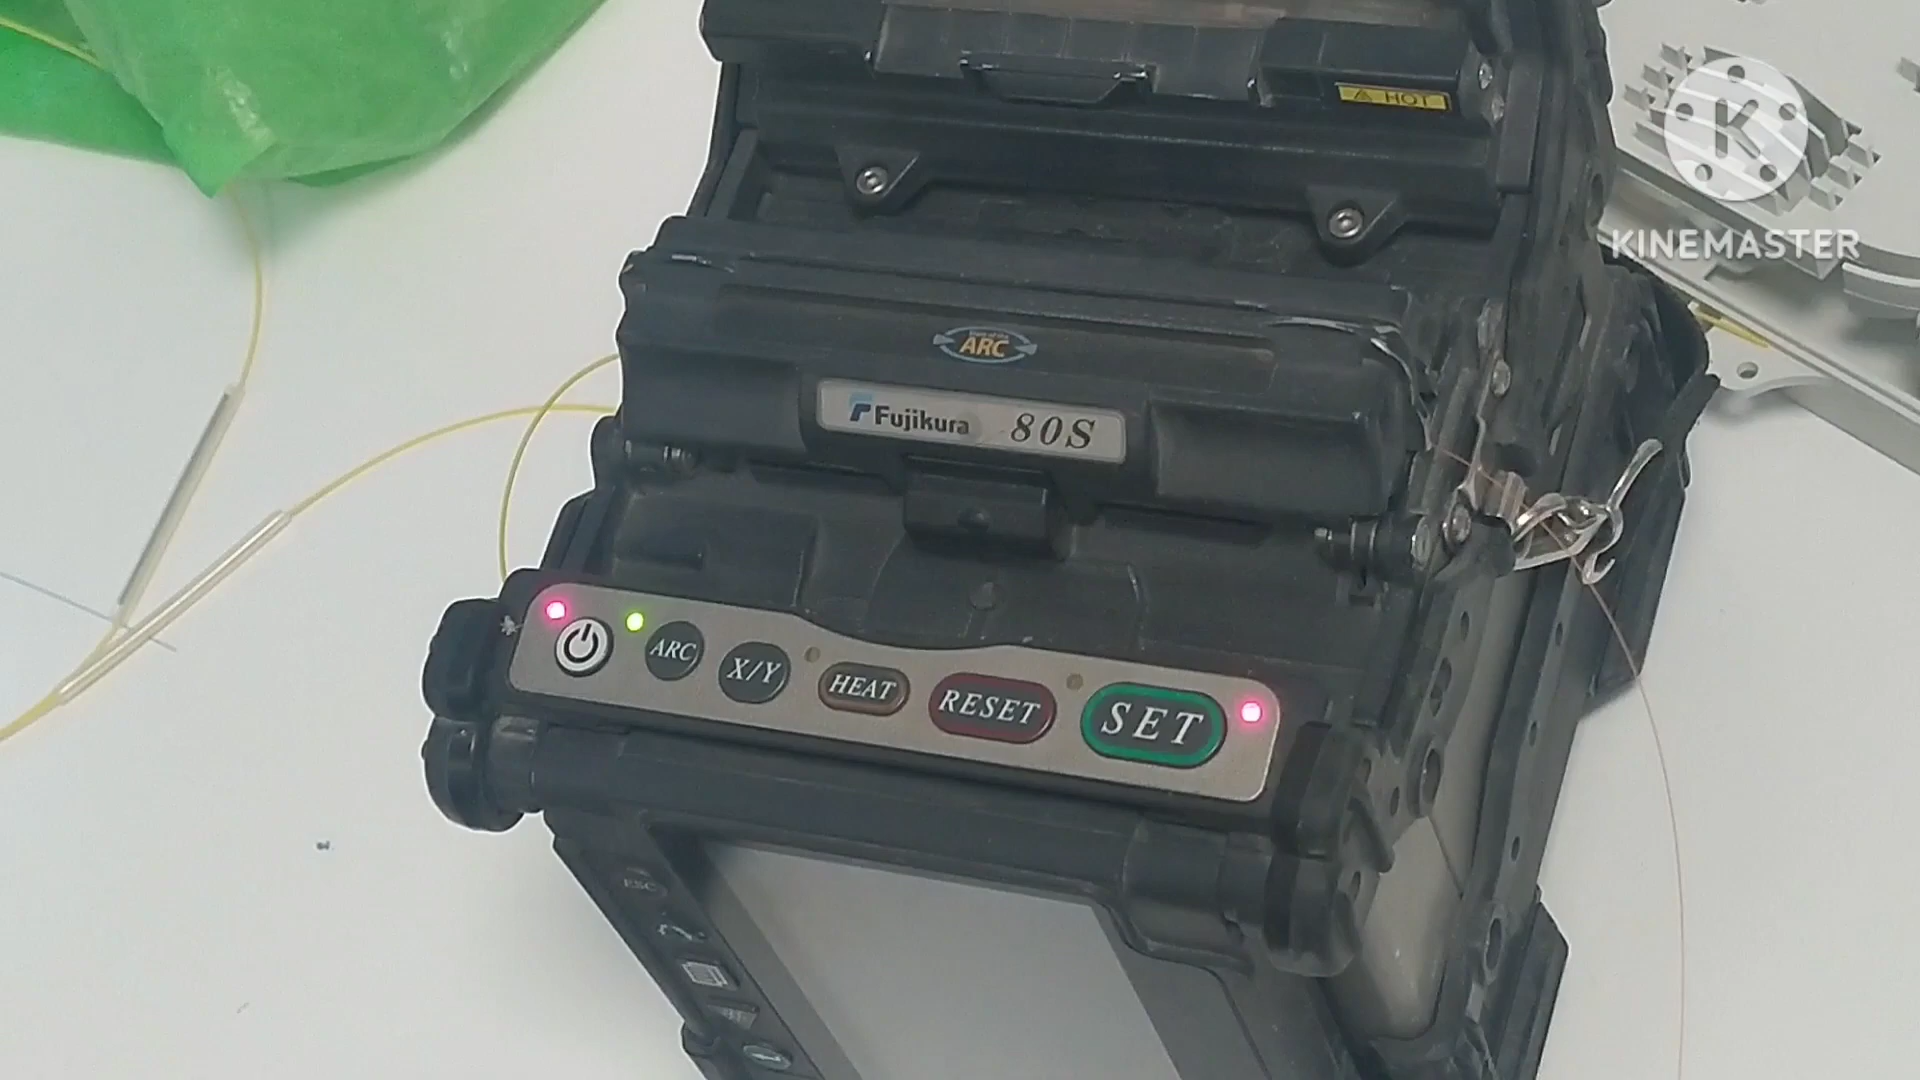 HOT
K
KINEMASTER
ARC
Fujikura 80S
ARC
X/Y
HEAT
RESET
SET
ESC